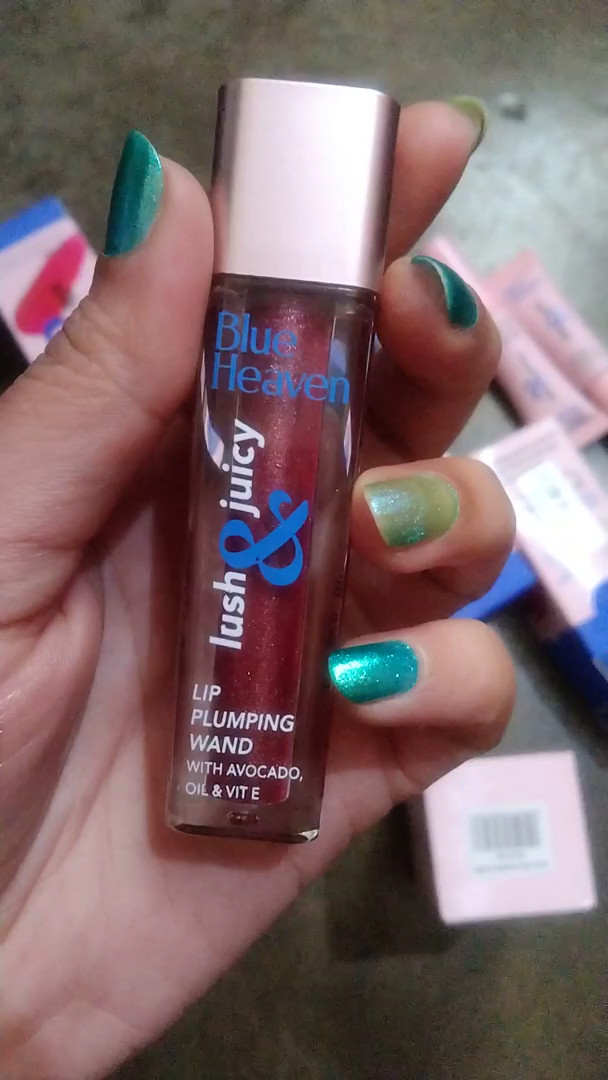 Blue
Heaven
lush & juicy
LIP
PLUMPING
WAND
WITH AVOCADO,
OIL & VIT E